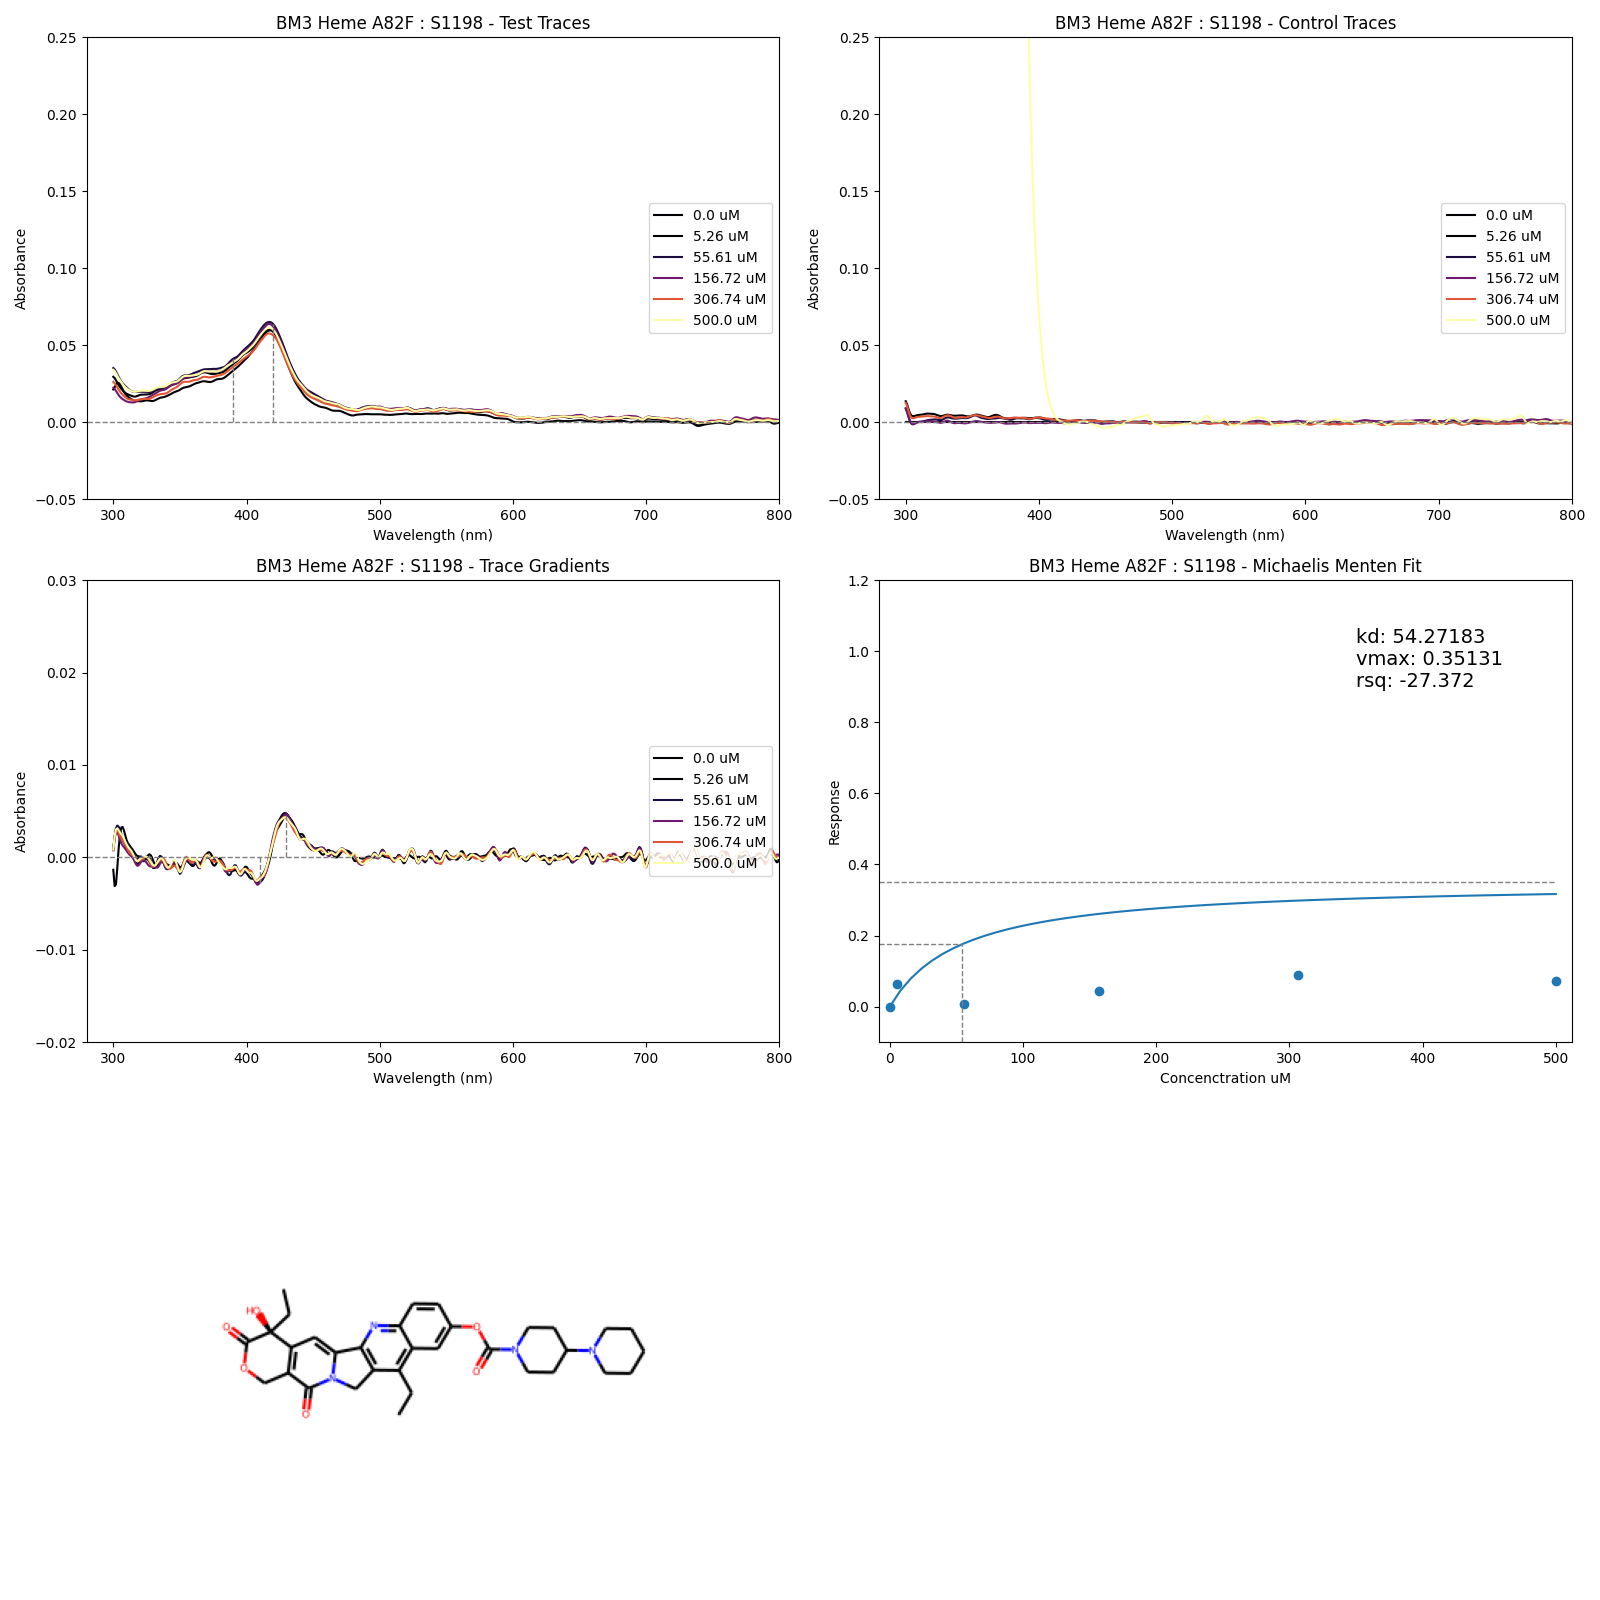 BM3 Heme A82F : S1198 - Test Traces
0.25
0.20
0.15
0.10
0.05
0.00
−0.05
Absorbance
300
400
500
600
700
800
Wavelength (nm)
0.0 uM
5.26 uM
55.61 uM
156.72 uM
306.74 uM
500.0 uM
BM3 Heme A82F : S1198 - Control Traces
0.25
0.20
0.15
0.10
0.05
0.00
−0.05
Absorbance
300
400
500
600
700
800
Wavelength (nm)
0.0 uM
5.26 uM
55.61 uM
156.72 uM
306.74 uM
500.0 uM
BM3 Heme A82F : S1198 - Trace Gradients
0.03
0.02
0.01
0.00
−0.01
−0.02
Absorbance
300
400
500
600
700
800
Wavelength (nm)
0.0 uM
5.26 uM
55.61 uM
156.72 uM
306.74 uM
500.0 uM
BM3 Heme A82F : S1198 - Michaelis Menten Fit
1.2
1.0
0.8
0.6
0.4
0.2
0.0
Response
0
100
200
300
400
500
Concenctration uM
kd: 54.27183
vmax: 0.35131
rsq: -27.372
HO
O
O
O
N
N
O
O
N
N